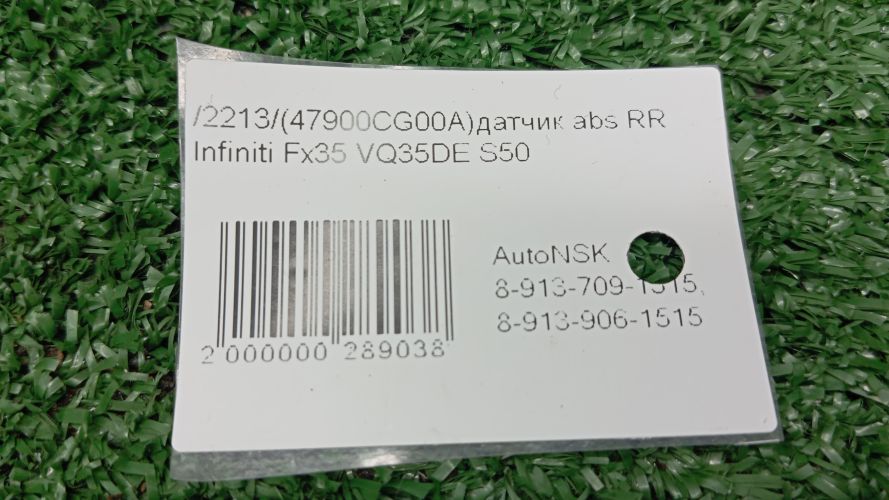 /2213/(47900CG00A)датчик abs RR
Infiniti Fx35 VQ35DE S50
AutoNSK
8-913-709-1515,
8-913-906-1515
2 000000 289038